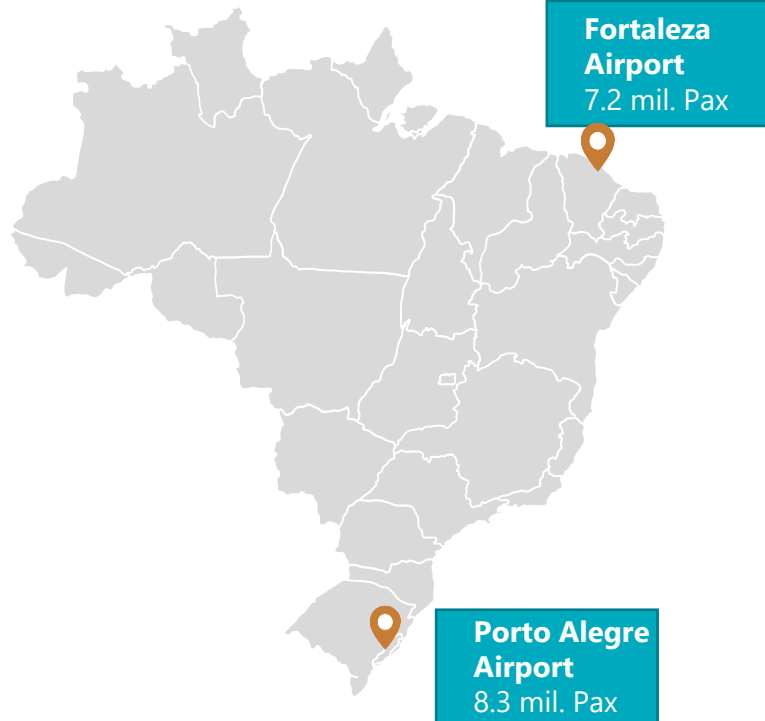 Fortaleza
Airport
7.2 mil. Pax
Porto Alegre
Airport
8.3 mil. Pax